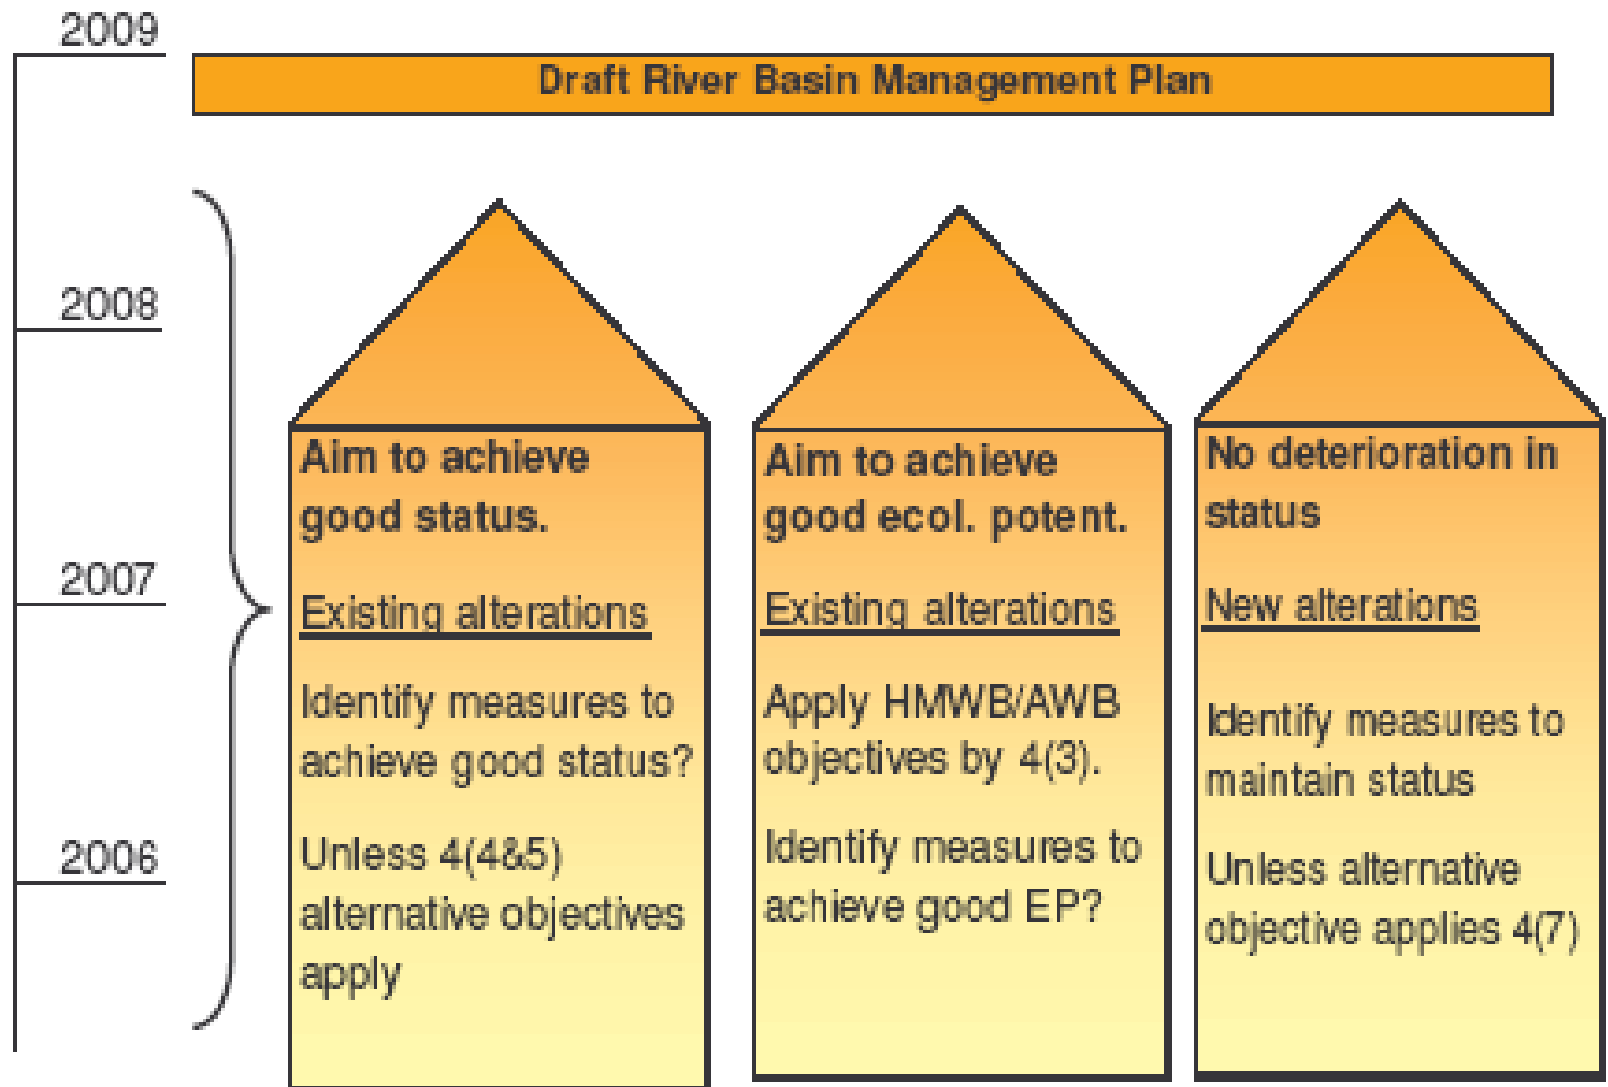 2009
Draft River Basin Management Plan
2008
2007
2006
Aim to achieve
good status.
Existing alterations
Identify measures to
achieve good status?
Unless 4(4&5)
alternative objectives
apply
Aim to achieve
good ecol. potent.
Existing alterations
Apply HMWB/AWB
objectives by 4(3).
Identify measures to
achieve good EP?
No deterioration in
status
New alterations
Identify measures to
maintain status
Unless alternative
objective applies 4(7)